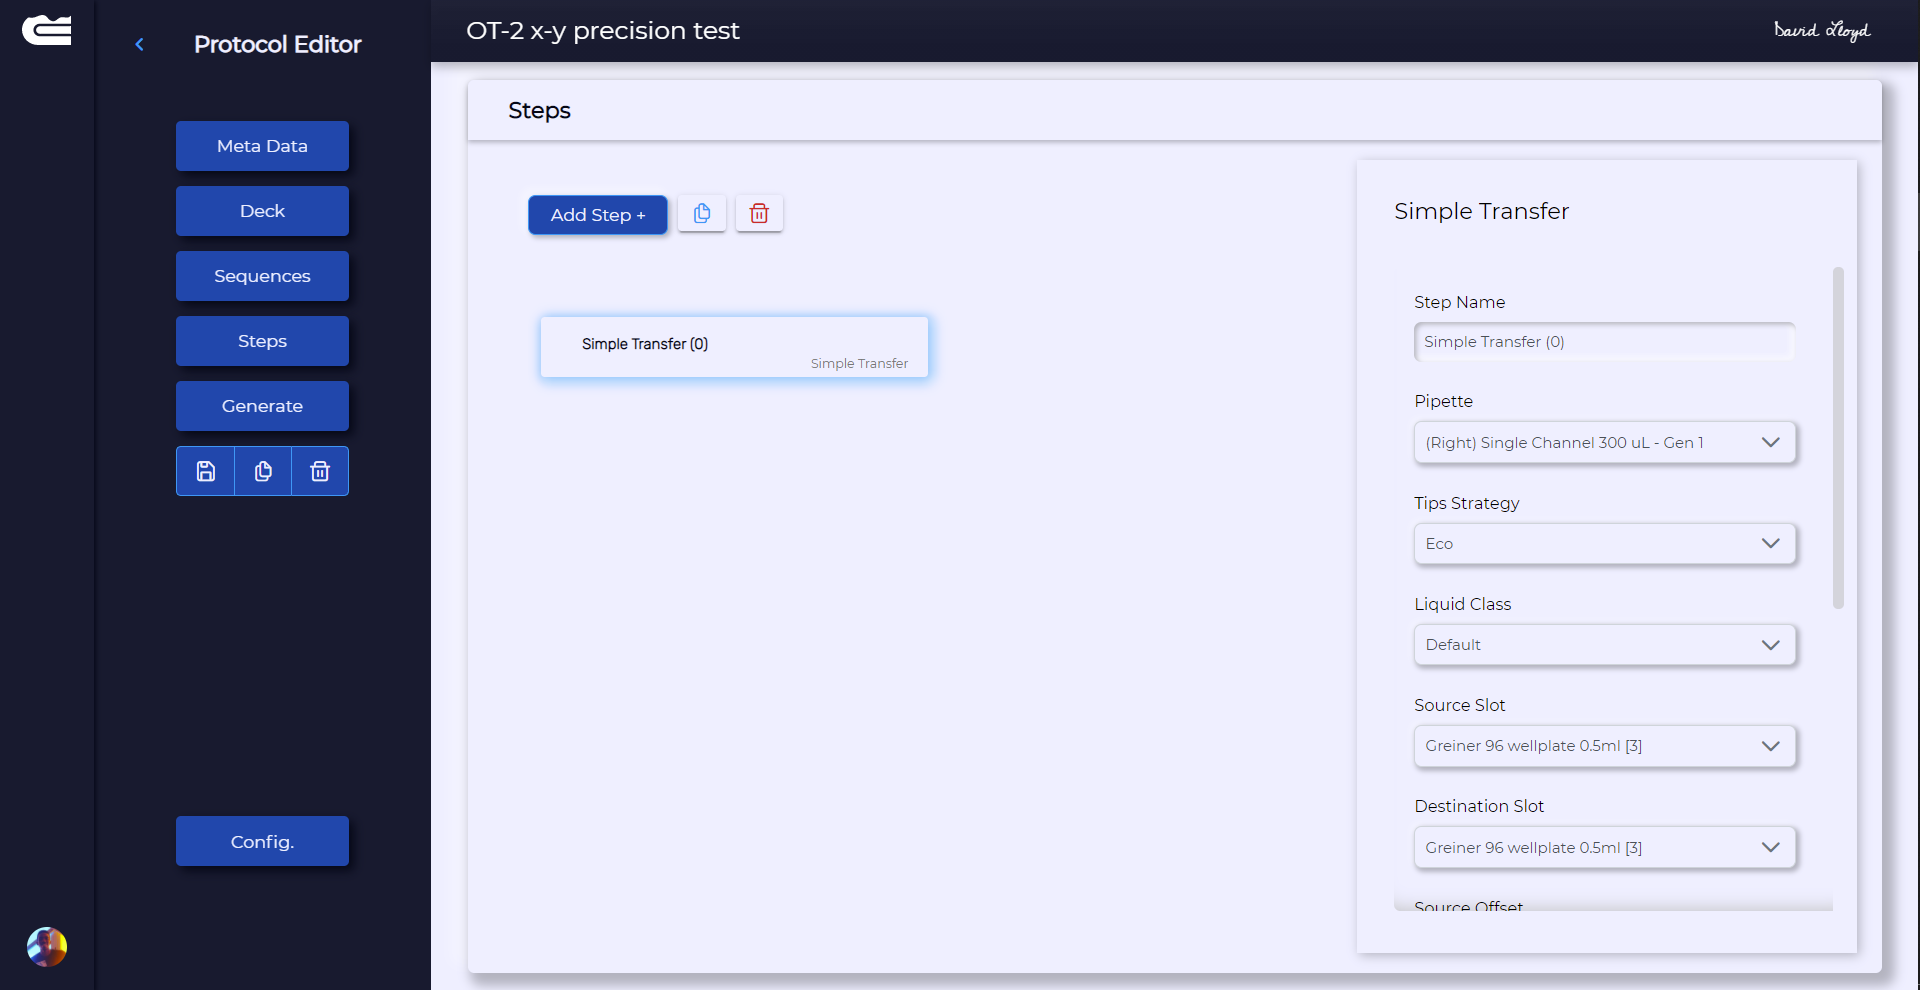 Protocol Editor
OT-2 x-y precision test
David Lloyd
Meta Data
Deck
Sequences
Steps
Generate
Config.
Steps
Add Step +
Simple Transfer (0)
Simple Transfer
Simple Transfer
Step Name
Simple Transfer (0)
Pipette
(Right) Single Channel 300 uL - Gen 1
Tips Strategy
Eco
Liquid Class
Default
Source Slot
Greiner 96 wellplate 0.5ml [3]
Destination Slot
Greiner 96 wellplate 0.5ml [3]
Source Offset